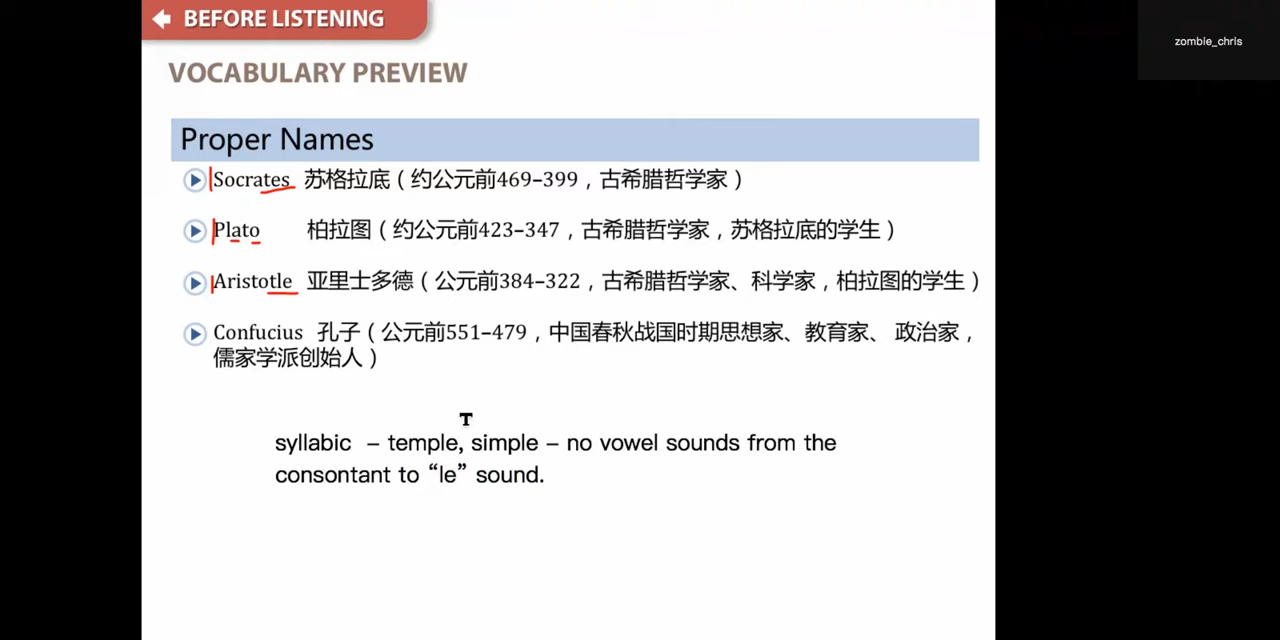 BEFORE LISTENING
zombie_chris
VOCABULARY PREVIEW
Proper Names
Socrates 苏格拉底（约公元前469–399，古希腊哲学家）
Plato 柏拉图（约公元前423–347，古希腊哲学家，苏格拉底的学生）
Aristotle 亚里士多德（公元前384–322，古希腊哲学家、科学家，柏拉图的学生）
Confucius 孔子（公元前551–479，中国春秋战国时期思想家、教育家、 政治家，
儒家学派创始人）
T
syllabic – temple, simple – no vowel sounds from the
consontant to “le” sound.